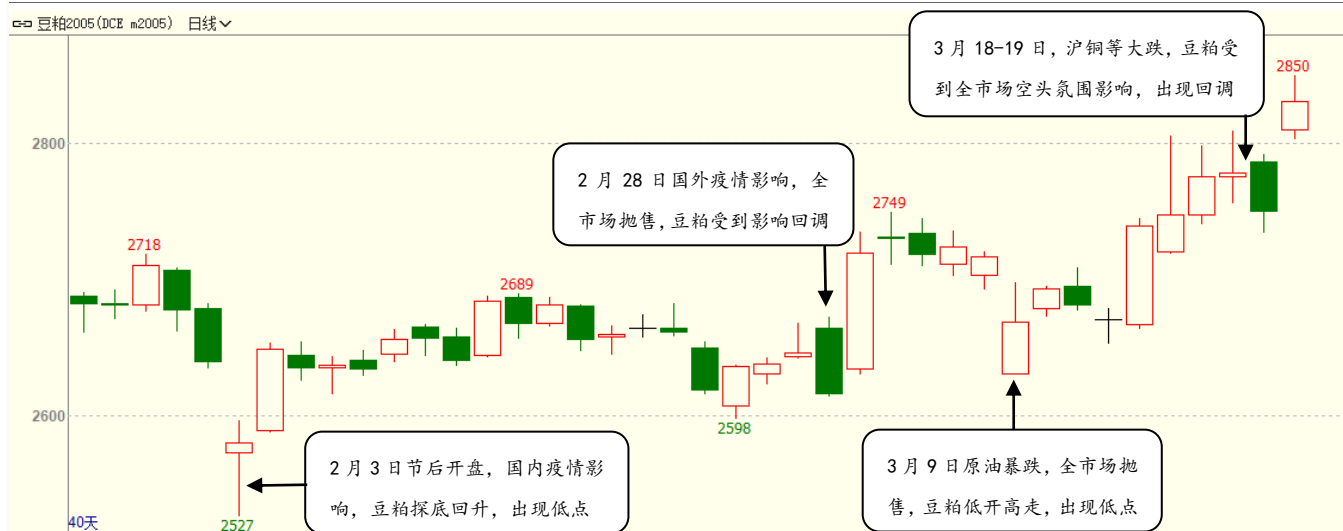 豆粕2005(DCE m2005) 日线
3月18-19日，沪铜等大跌，豆粕受
到全市场空头氛围影响，出现回调
2850
2800
2月28日国外疫情影响，全
市场抛售，豆粕受到影响回调
2749
2718
2689
2600
2598
2月3日节后开盘，国内疫情影
响，豆粕探底回升，出现低点
3月9日原油暴跌，全市场抛
售，豆粕低开高走，出现低点
40天
2527